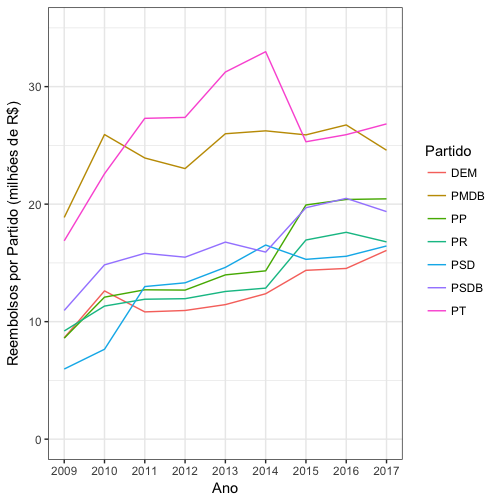 Reembolsos por Partido (milhões de R$)
30
20
10
0
2009 2010 2011 2012 2013 2014 2015 2016 2017
Ano
Partido
DEM
PMDB
PP
PR
PSD
PSDB
PT